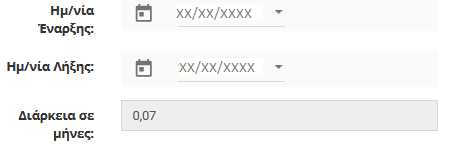 Ημ/νία
Έναρξης:
XX/XX/XXXX
Ημ/νία Λήξης:
XX/XX/XXXX
Διάρκεια σε
μήνες:
0,07